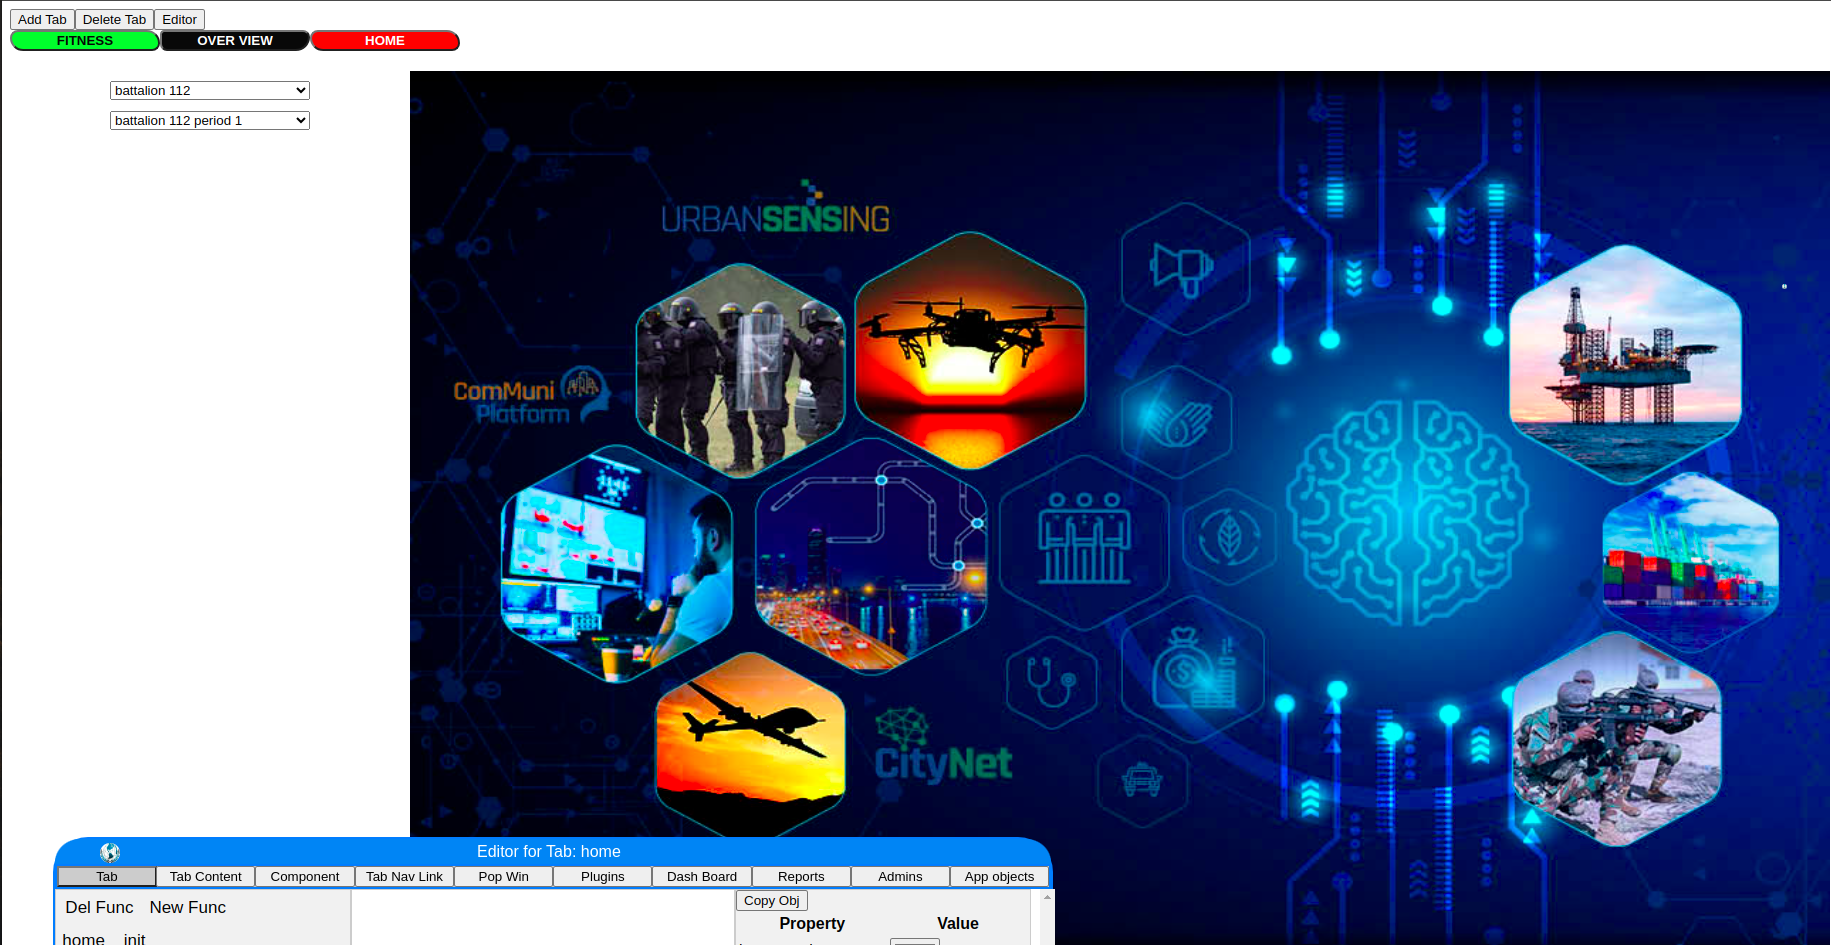 Add Tab Delete Tab Editor
FITNESS OVER VIEW HOME
battalion 112
battalion 112 period 1
URBANSENSING
ComMuni
Platform
CityNet
Editor for Tab: home
Tab Tab Content Component Tab Nav Link Pop Win Plugins Dash Board Reports Admins App objects
Del Func New Func
Copy Obj
Property Value
home init